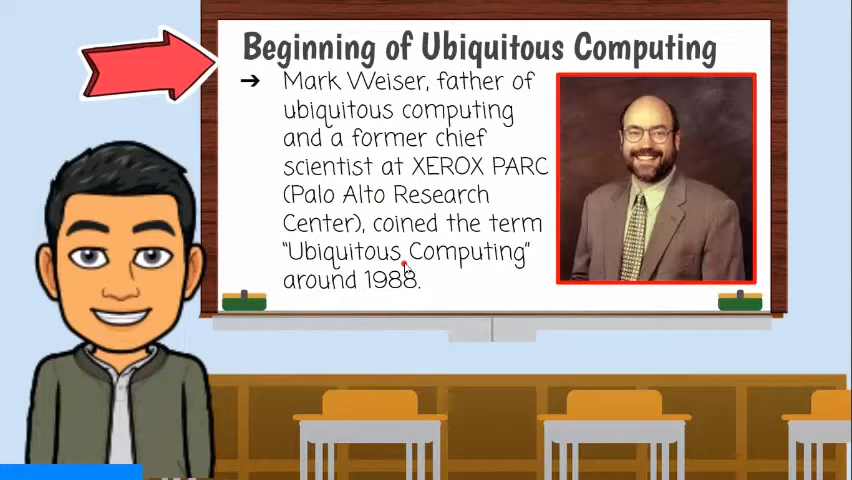 Beginning of Ubiquitous Computing
➔ Mark Weiser, father of
ubiquitous computing
and a former chief
scientist at XEROX PARC
(Palo Alto Research
Center), coined the term
“Ubiquitous Computing”
around 1988.